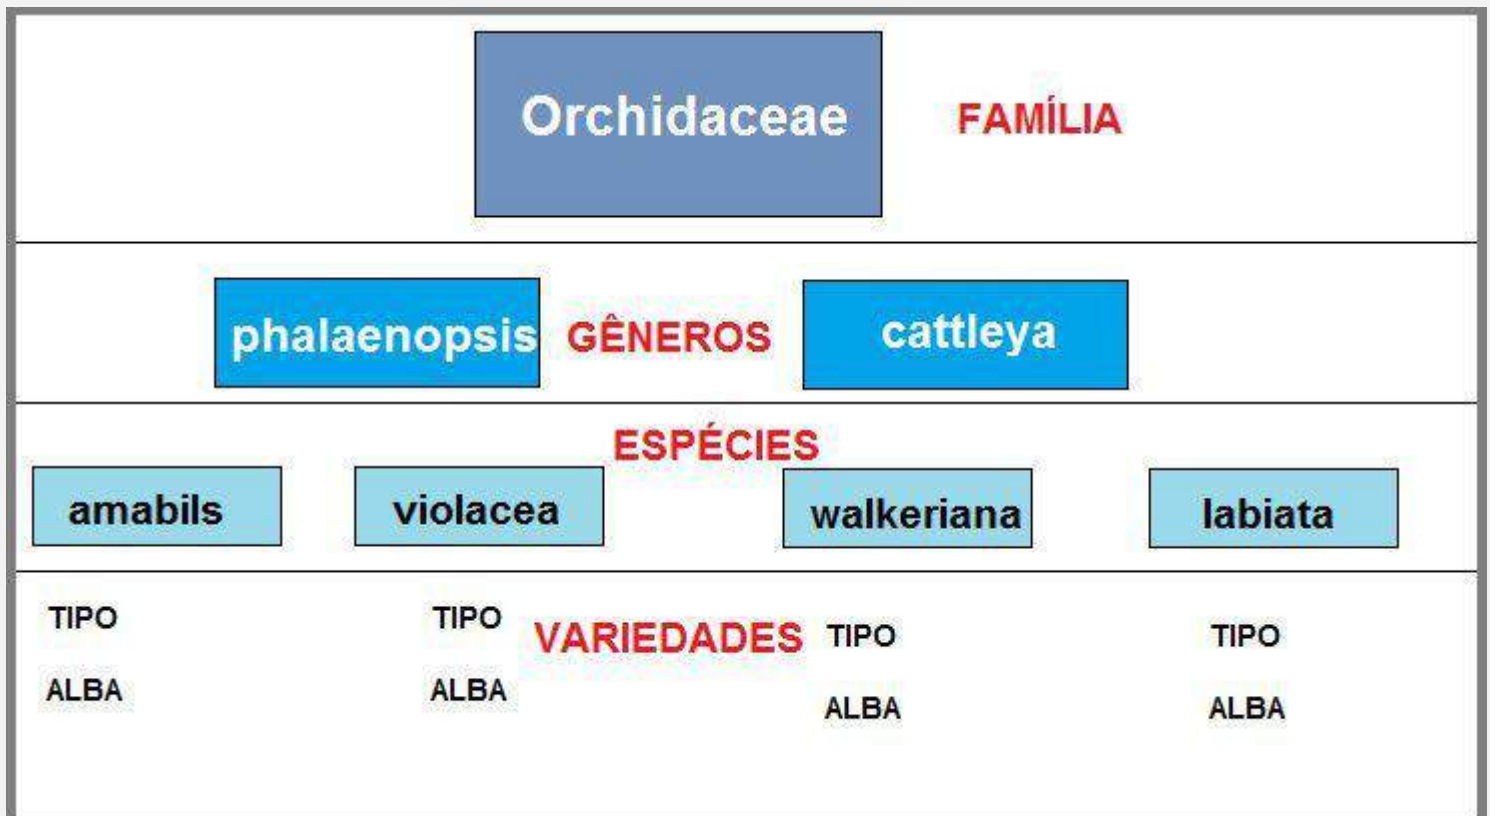 Orchidaceae FAMÍLIA
phalaenopsis GÊNEROS cattleya
ESPÉCIES
amabils violacea walkeriana labiata
TIPO TIPO VARIEDADES TIPO TIPO
ALBA ALBA ALBA ALBA